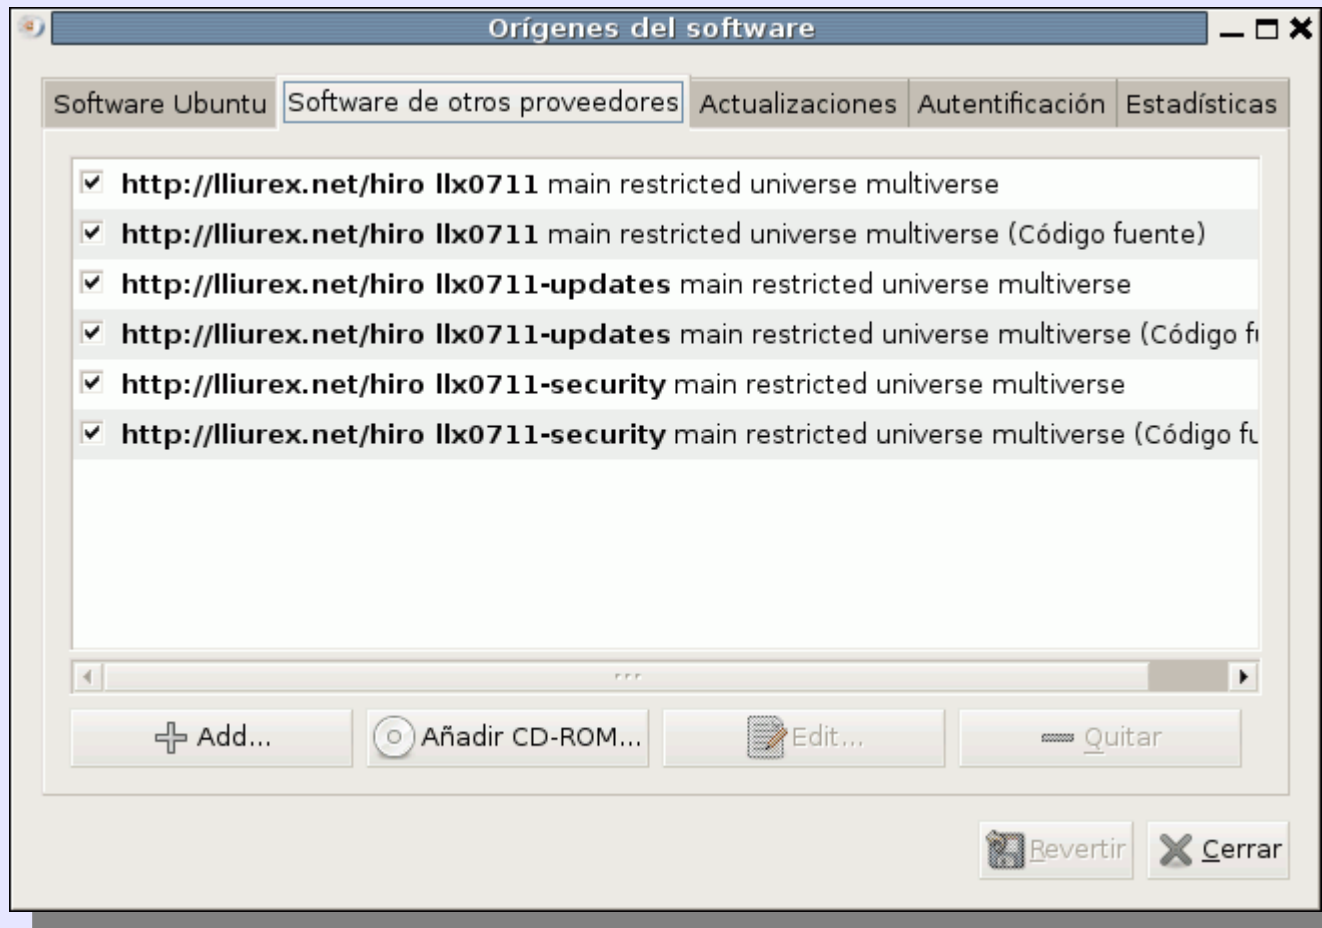 Orígenes del software
Software Ubuntu Software de otros proveedores Actualizaciones Autentificación Estadísticas
http://lliurex.net/hiro llx0711 main restricted universe multiverse
http://lliurex.net/hiro llx0711 main restricted universe multiverse (Código fuente)
http://lliurex.net/hiro llx0711-updates main restricted universe multiverse
http://lliurex.net/hiro llx0711-updates main restricted universe multiverse (Código
http://lliurex.net/hiro llx0711-security main restricted universe multiverse
http://lliurex.net/hiro llx0711-security main restricted universe multiverse (Código fu
Add... Añadir CD-ROM... Edit... Quitar
Revertir Cerrar